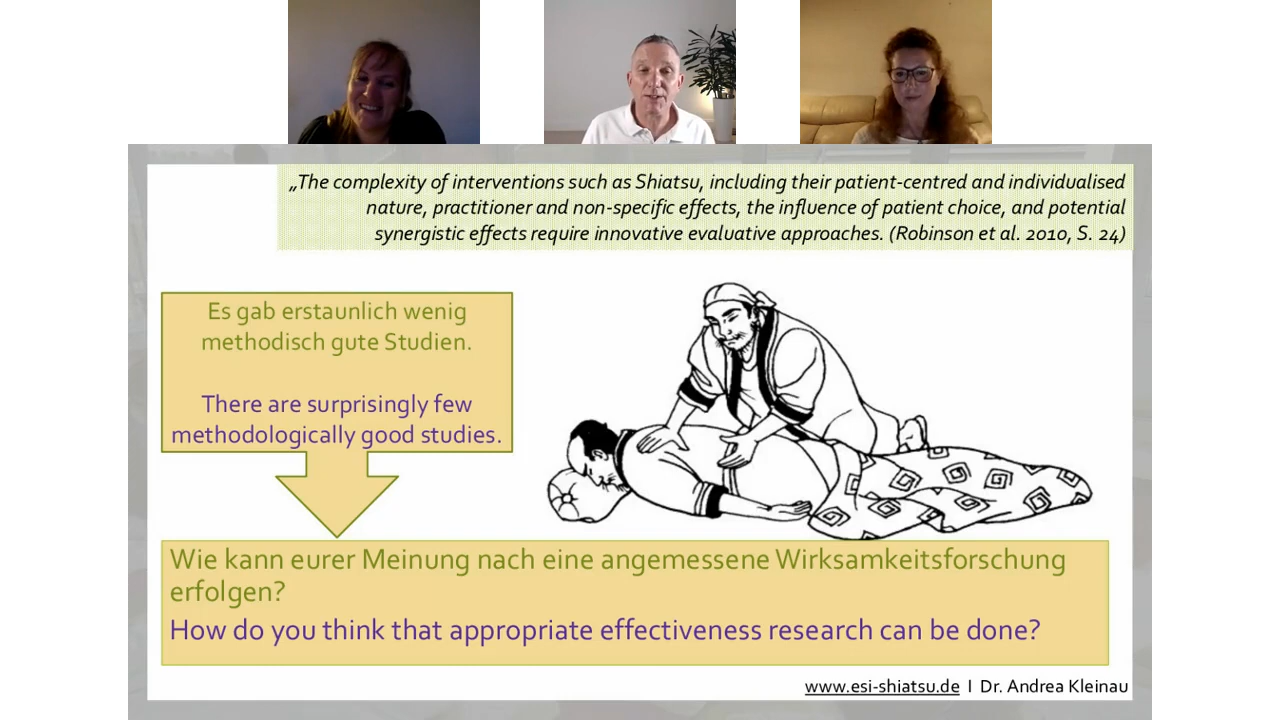 „The complexity of interventions such as Shiatsu, including their patient-centred and individualised
nature, practitioner and non-specific effects, the influence of patient choice, and potential
synergistic effects require innovative evaluative approaches. (Robinson et al. 2010, S. 24)
Es gab erstaunlich wenig
methodisch gute Studien.
There are surprisingly few
methodologically good studies.
Wie kann eurer Meinung nach eine angemessene Wirksamkeitsforschung
erfolgen?
How do you think that appropriate effectiveness research can be done?
www.esi-shiatsu.de I Dr. Andrea Kleinau